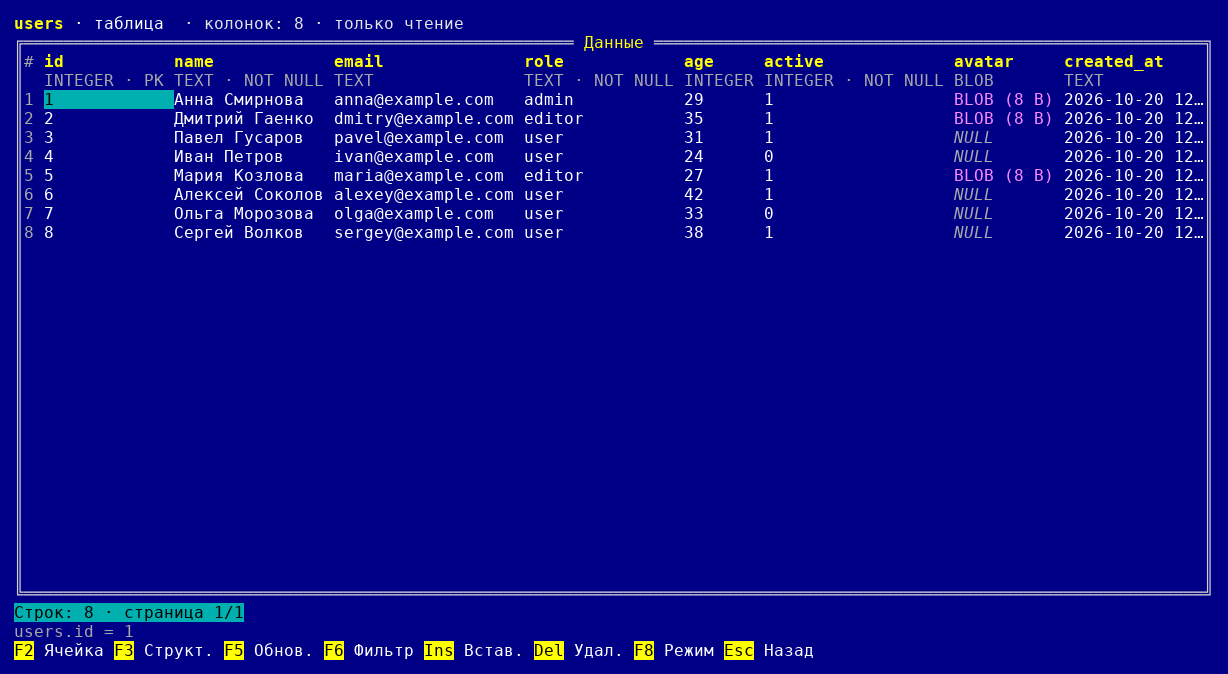 users · таблица · колонок: 8 · только чтение
Данные
# id name email role age active avatar created_at
INTEGER · PK TEXT · NOT NULL TEXT TEXT · NOT NULL INTEGER INTEGER · NOT NULL BLOB TEXT
1 1 Анна Смирнова anna@example.com admin 29 1 BLOB (8 B) 2026-10-20 12…
2 2 Дмитрий Гаенко dmitry@example.com editor 35 1 BLOB (8 B) 2026-10-20 12…
3 3 Павел Гусаров pavel@example.com user 31 1 NULL 2026-10-20 12…
4 4 Иван Петров ivan@example.com user 24 0 NULL 2026-10-20 12…
5 5 Мария Козлова maria@example.com editor 27 1 BLOB (8 B) 2026-10-20 12…
6 6 Алексей Соколов alexey@example.com user 42 1 NULL 2026-10-20 12…
7 7 Ольга Морозова olga@example.com user 33 0 NULL 2026-10-20 12…
8 8 Сергей Волков sergey@example.com user 38 1 NULL 2026-10-20 12…
Строк: 8 · страница 1/1
users.id = 1
F2 Ячейка F3 Структ. F5 Обнов. F6 Фильтр Ins Встав. Del Удал. F8 Режим Esc Назад